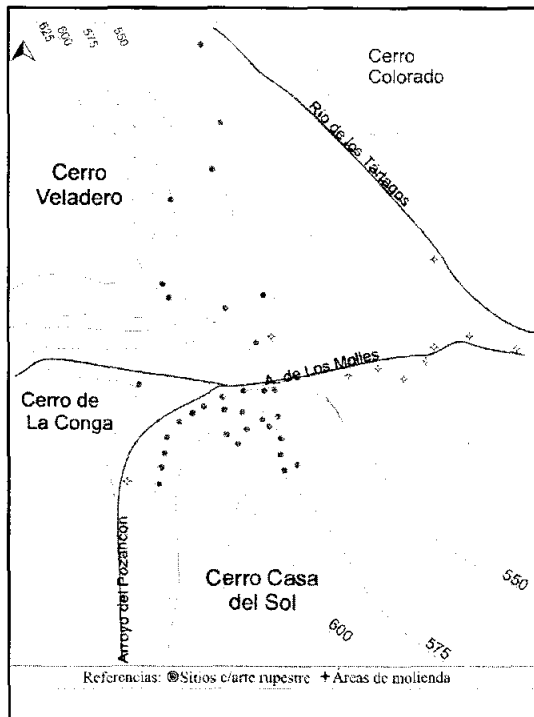 625
600
575
550
Cerro
Colorado
Río de los Tártagos
Cerro
Veladero
A. de Los Molles
Cerro de
La Conga
Arroyo del Pozancón
Cerro Casa
del Sol
550
600
575
Referencias: Sitios c/arte rupestre + Areas de molienda